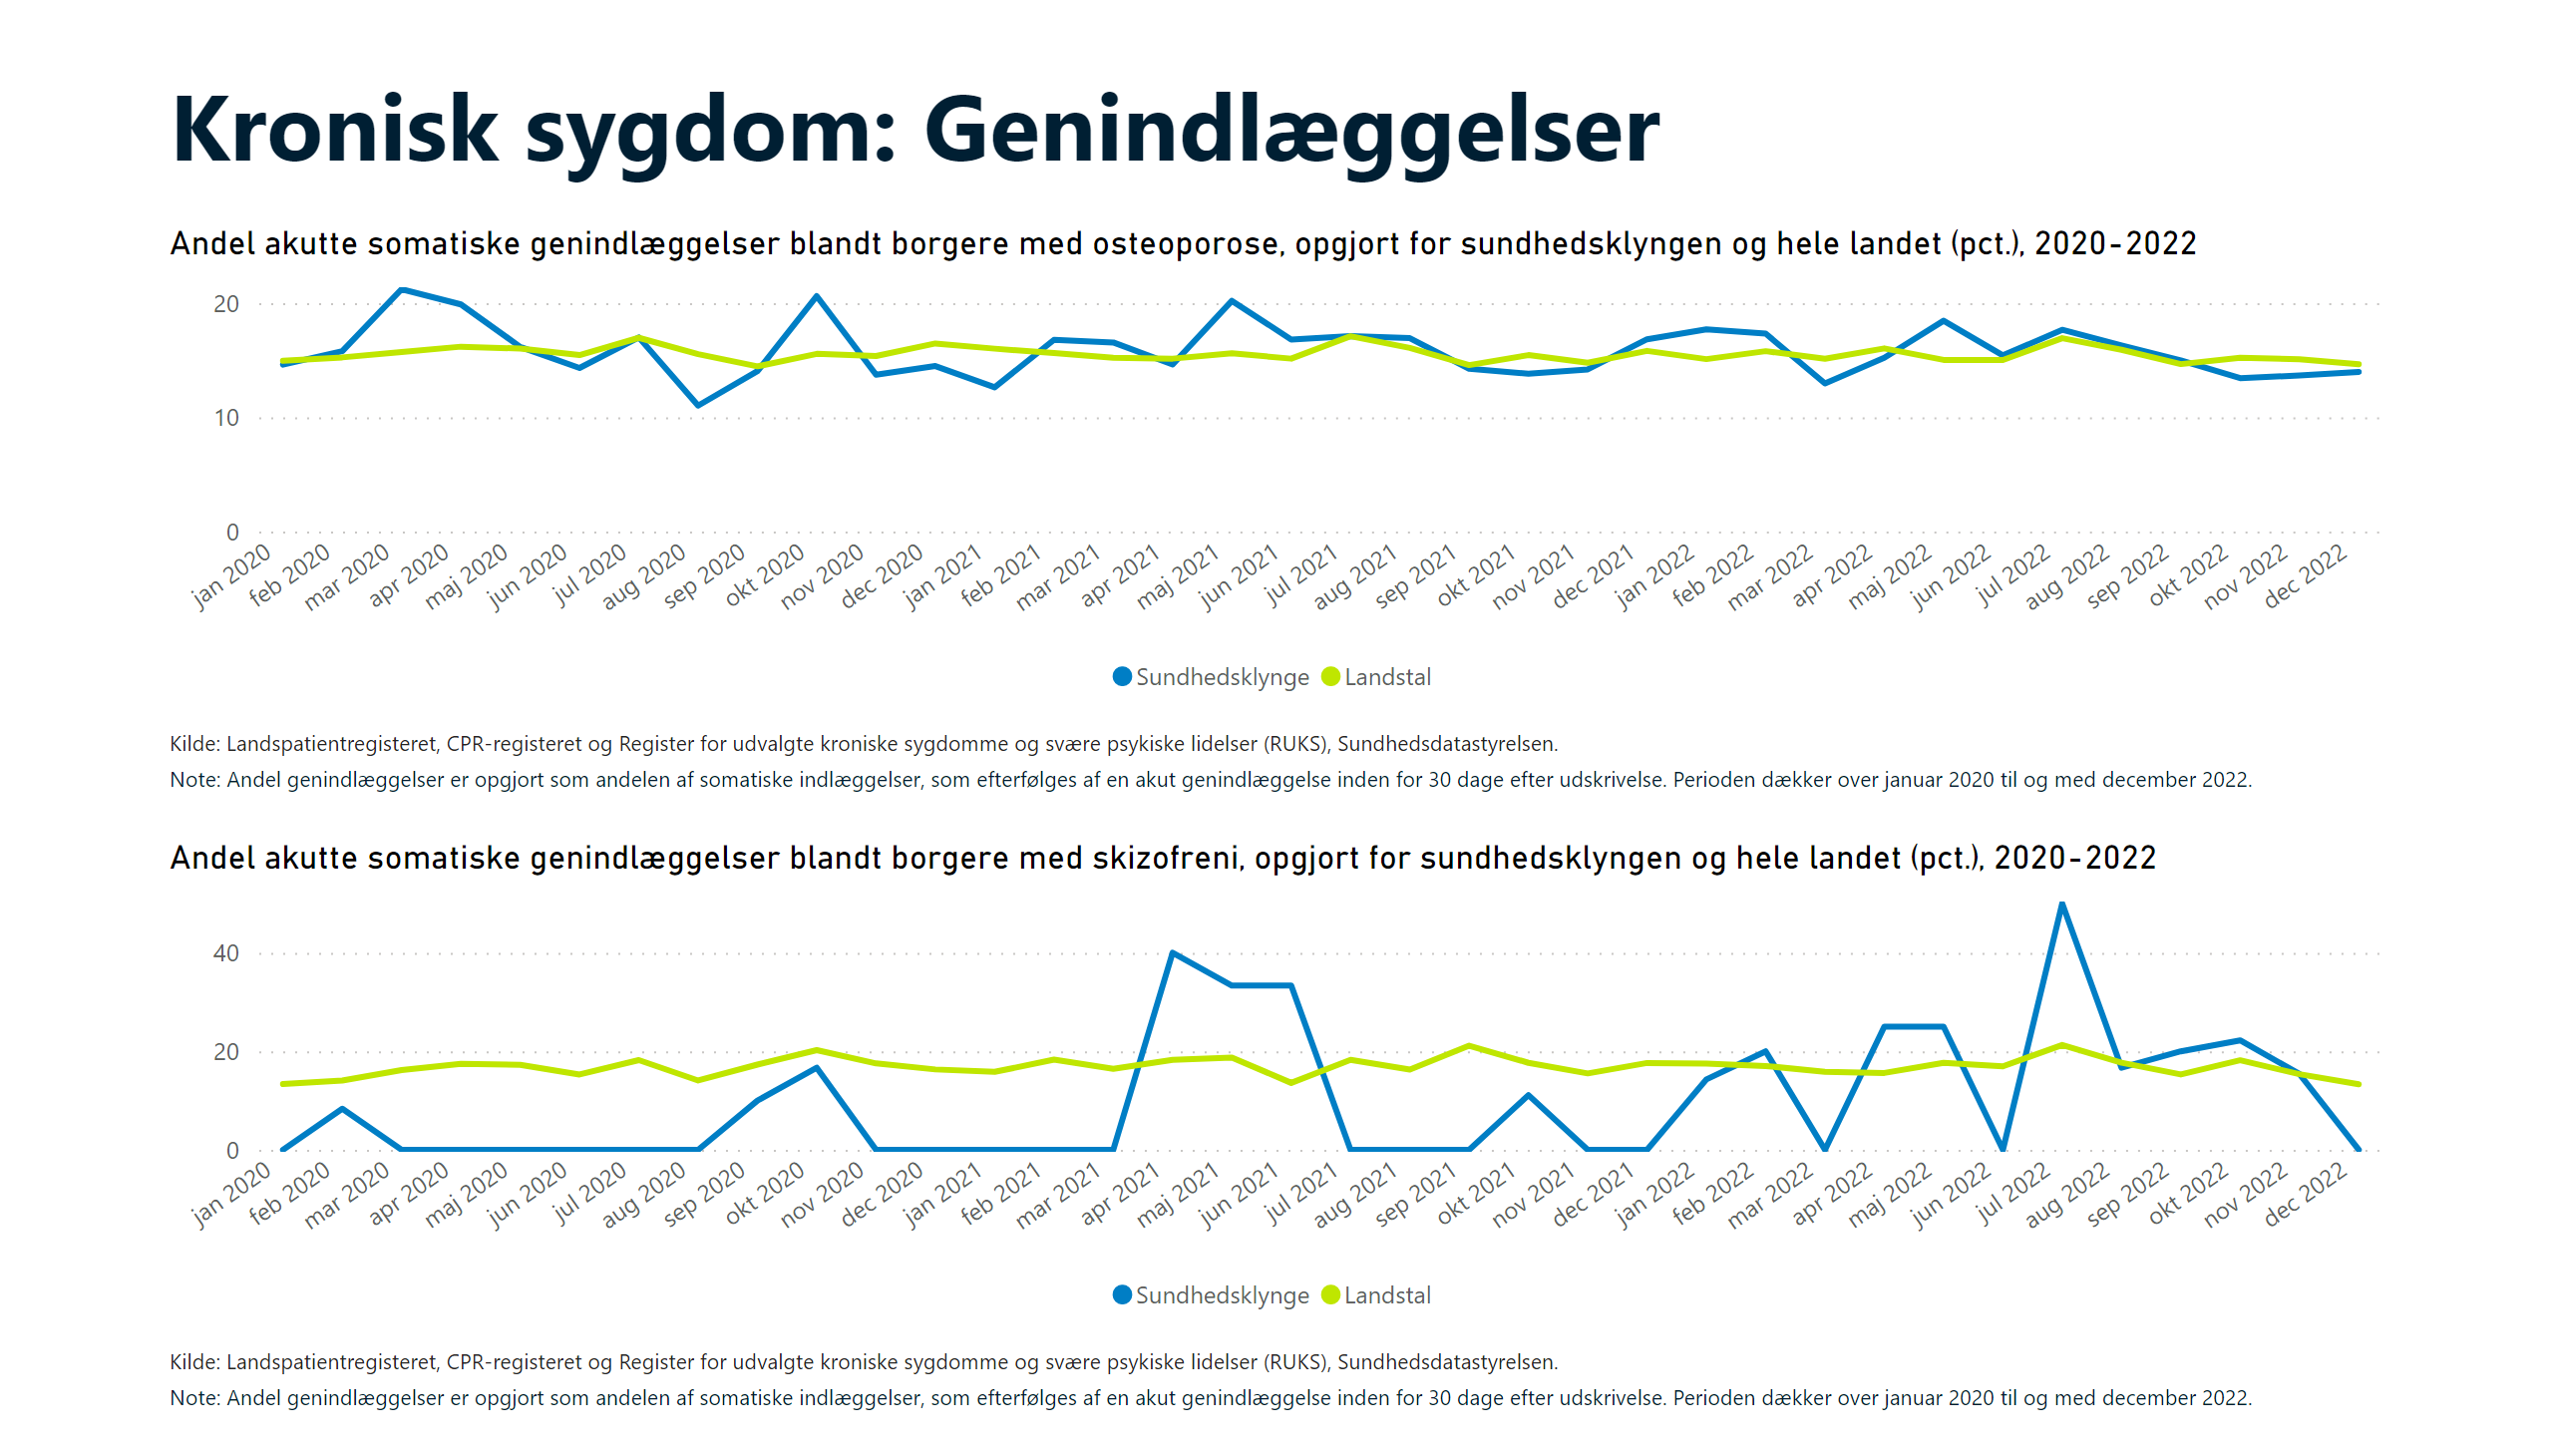 Kronisk sygdom: Genindlæggelser
Andel akutte somatiske genindlæggelser blandt borgere med osteoporose, opgjort for sundhedsklyngen og hele landet (pct.), 2020-2022
20
10
0
jan 2020 feb 2020 mar 2020 apr 2020 maj 2020 jun 2020 jul 2020 aug 2020 sep 2020 okt 2020 nov 2020 dec 2020 jan 2021 feb 2021 mar 2021 apr 2021 maj 2021 jun 2021 jul 2021 aug 2021 sep 2021 okt 2021 nov 2021 dec 2021 jan 2022 feb 2022 mar 2022 apr 2022 maj 2022 jun 2022 jul 2022 aug 2022 sep 2022 okt 2022 nov 2022 dec 2022
Sundhedsklynge Landstal
Kilde: Landspatientregisteret, CPR-registeret og Register for udvalgte kroniske sygdomme og svære psykiske lidelser (RUKS), Sundhedsdatastyrelsen.
Note: Andel genindlæggelser er opgjort som andelen af somatiske indlæggelser, som efterfølges af en akut genindlæggelse inden for 30 dage efter udskrivelse. Perioden dækker over januar 2020 til og med december 2022.
Andel akutte somatiske genindlæggelser blandt borgere med skizofreni, opgjort for sundhedsklyngen og hele landet (pct.), 2020-2022
40
20
0
jan 2020 feb 2020 mar 2020 apr 2020 maj 2020 jun 2020 jul 2020 aug 2020 sep 2020 okt 2020 nov 2020 dec 2020 jan 2021 feb 2021 mar 2021 apr 2021 maj 2021 jun 2021 jul 2021 aug 2021 sep 2021 okt 2021 nov 2021 dec 2021 jan 2022 feb 2022 mar 2022 apr 2022 maj 2022 jun 2022 jul 2022 aug 2022 sep 2022 okt 2022 nov 2022 dec 2022
Sundhedsklynge Landstal
Kilde: Landspatientregisteret, CPR-registeret og Register for udvalgte kroniske sygdomme og svære psykiske lidelser (RUKS), Sundhedsdatastyrelsen.
Note: Andel genindlæggelser er opgjort som andelen af somatiske indlæggelser, som efterfølges af en akut genindlæggelse inden for 30 dage efter udskrivelse. Perioden dækker over januar 2020 til og med december 2022.